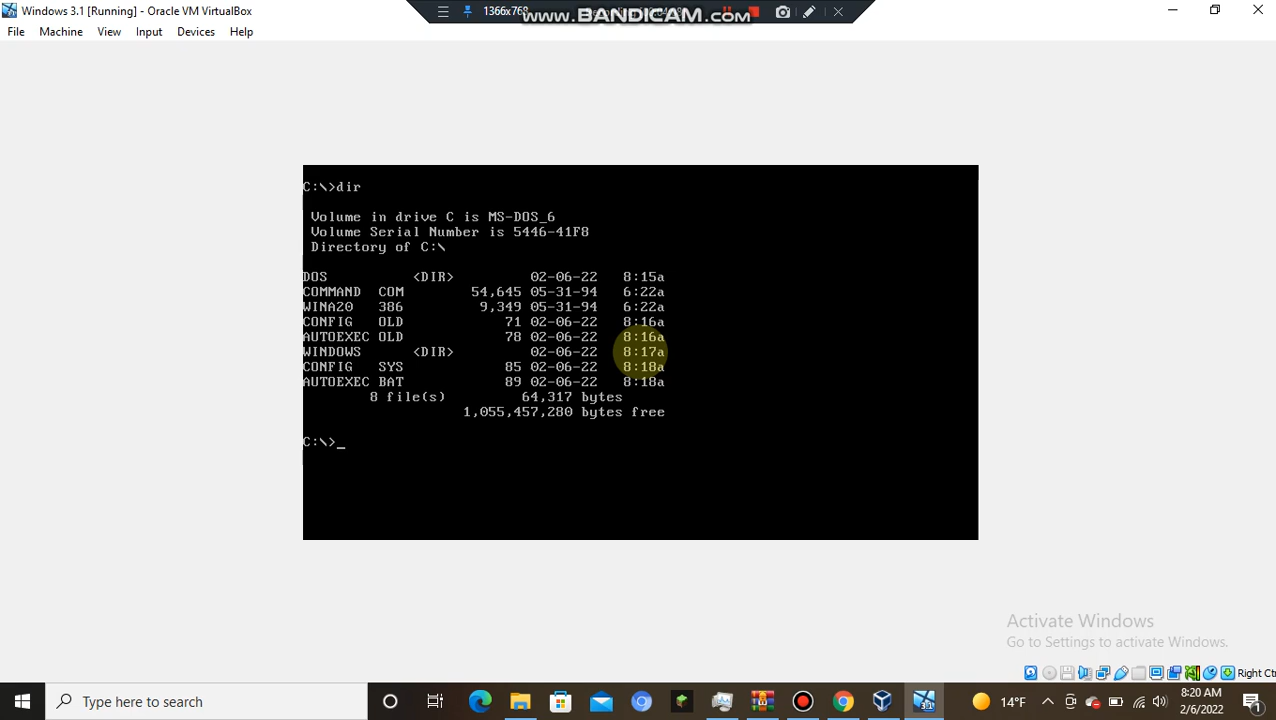 Windows 3.1 [Running] - Oracle VM VirtualBox
1366x768
www.BANDICAM.com
File Machine View Input Devices Help
C:\>dir
Volume in drive C is MS-DOS_6
Volume Serial Number is 5446-41F8
Directory of C:\
DOS <DIR> 02-06-22 8:15a
COMMAND COM 54,645 05-31-94 6:22a
WINA20 386 9,349 05-31-94 6:22a
CONFIG OLD 71 02-06-22 8:16a
AUTOEXEC OLD 78 02-06-22 8:16a
WINDOWS <DIR> 02-06-22 8:17a
CONFIG SYS 85 02-06-22 8:18a
AUTOEXEC BAT 89 02-06-22 8:18a
8 file(s) 64,317 bytes
1,055,457,280 bytes free
C:\>_
Activate Windows
Go to Settings to activate Windows.
Right Ct
Type here to search
14°F
8:20 AM
2/6/2022
1